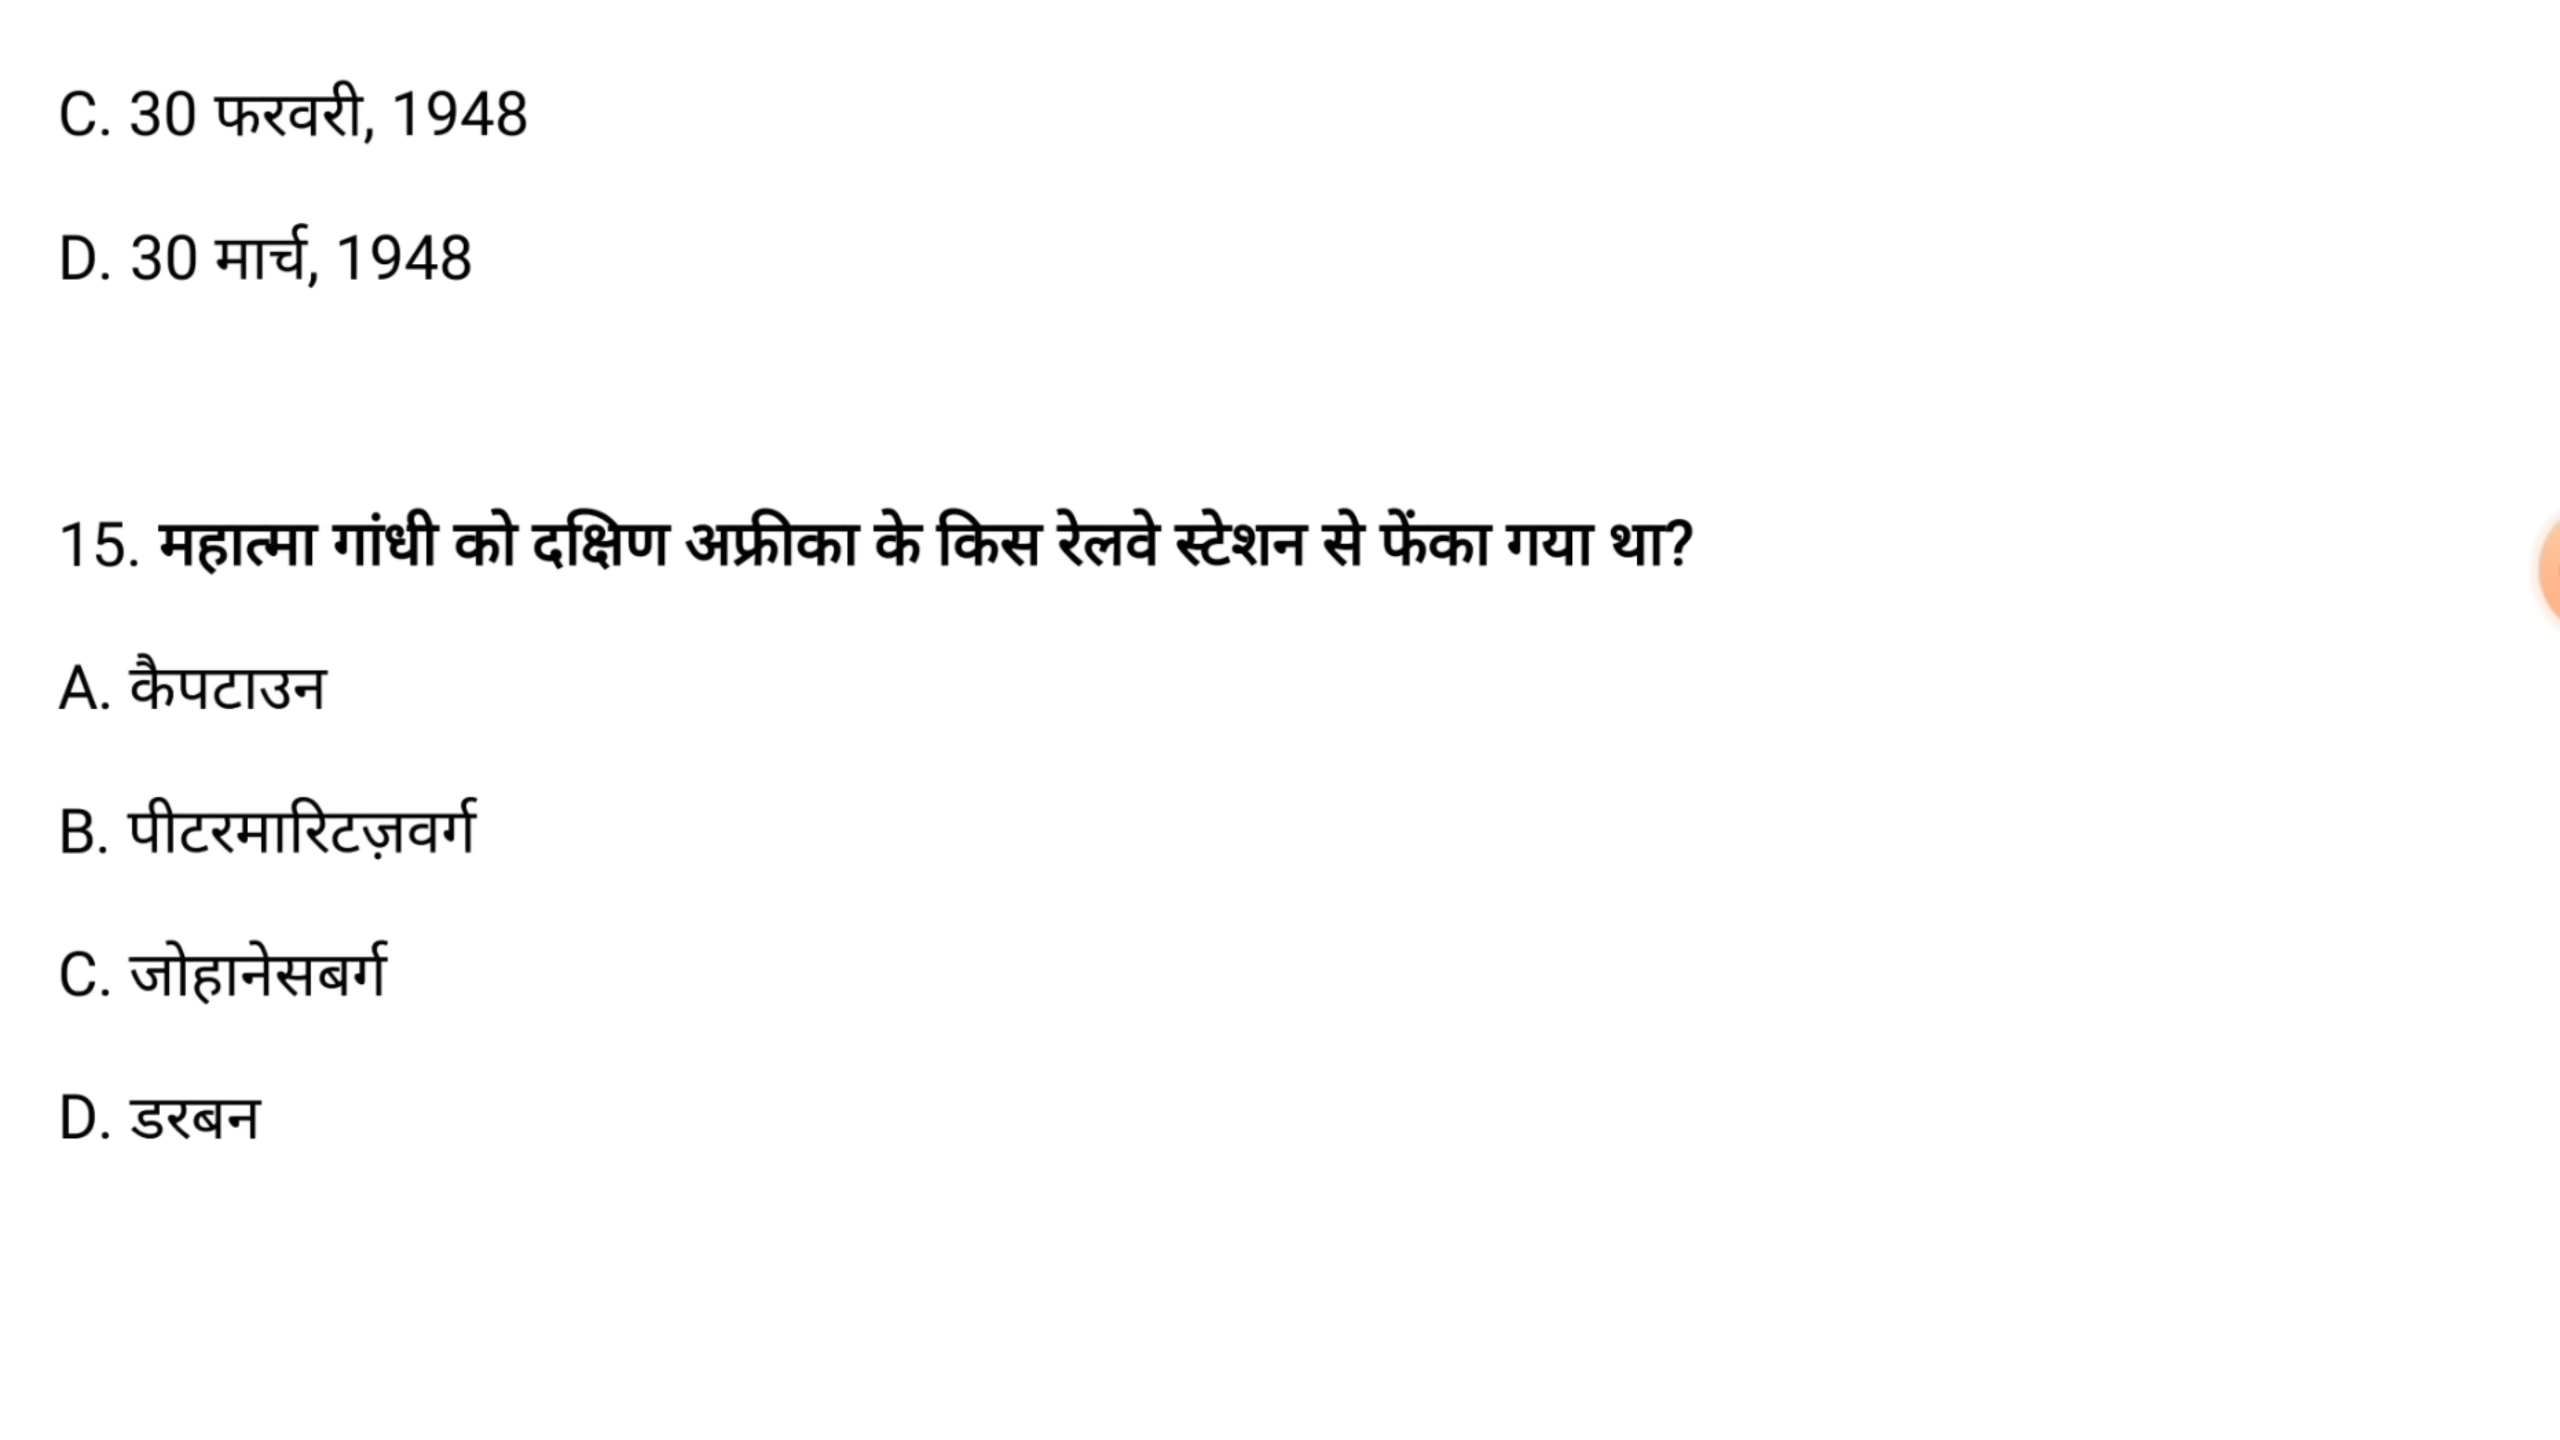 C. 30 फरवरी, 1948
D. 30 मार्च, 1948
15. महात्मा गांधी को दक्षिण अफ्रीका के किस रेलवे स्टेशन से फेंका गया था?
A. कैपटाउन
B. पीटरमारिटज़वर्ग
C. जोहानेसबर्ग
D. डरबन